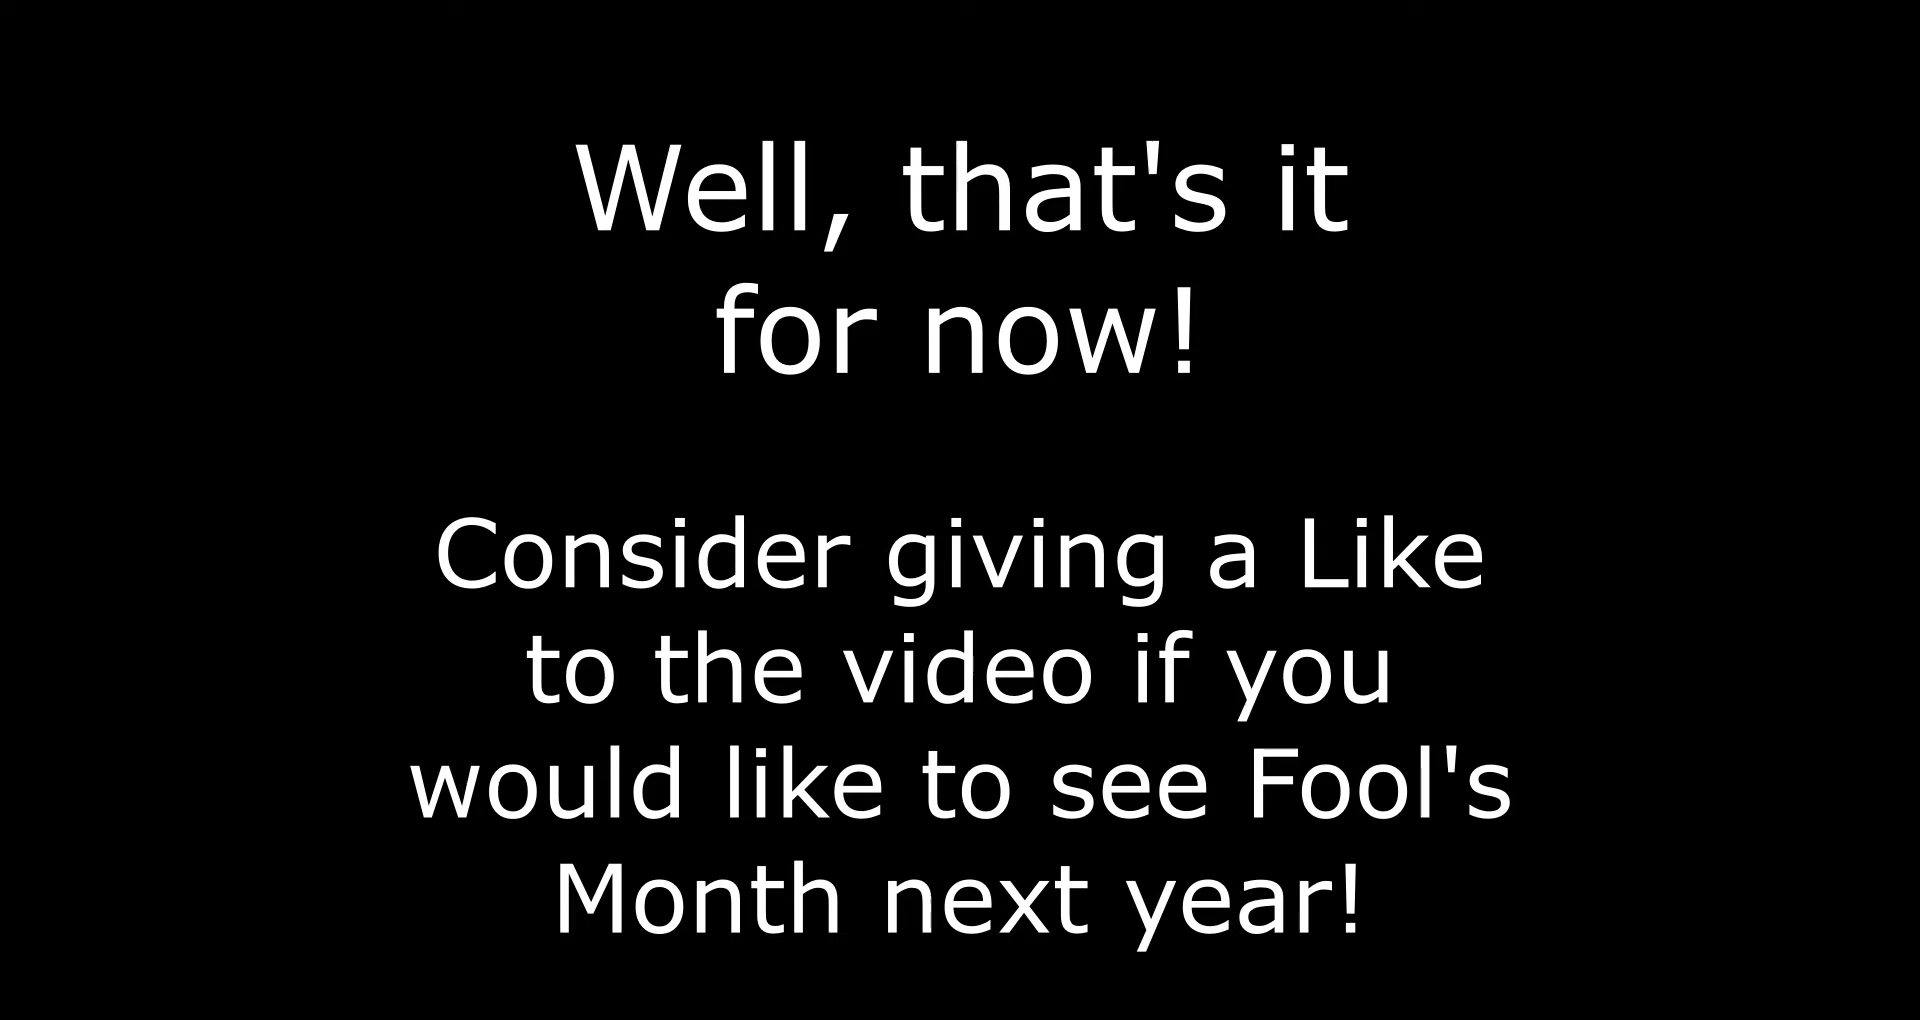 Well, that's it
for now!
Consider giving a Like
to the video if you
would like to see Fool's
Month next year!